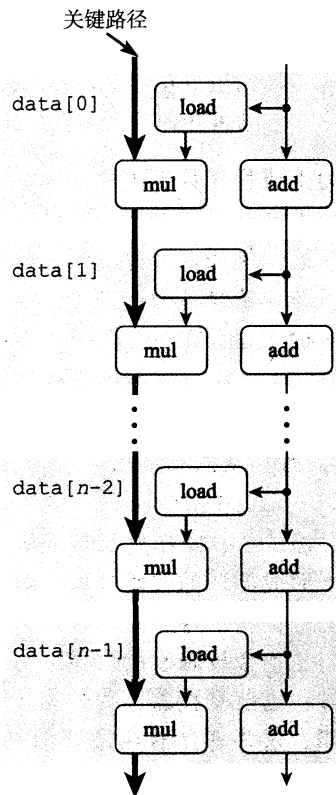 关键路径
data[0]
load
mul
add
data[1]
load
mul
add
data[n-2]
load
mul
add
data[n-1]
load
mul
add